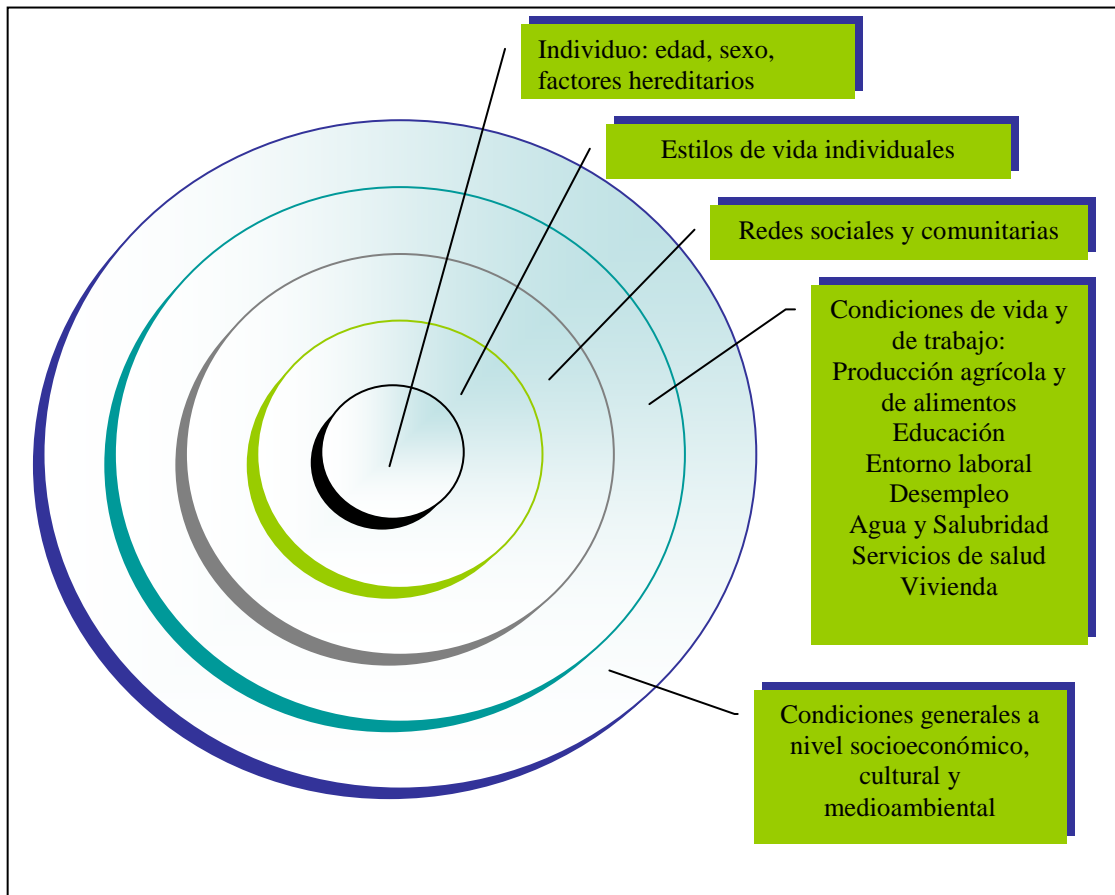 Individuo: edad, sexo,
factores hereditarios
Estilos de vida individuales
Redes sociales y comunitarias
Condiciones de vida y
de trabajo:
Producción agrícola y
de alimentos
Educación
Entorno laboral
Desempleo
Agua y Salubridad
Servicios de salud
Vivienda
Condiciones generales a
nivel socioeconómico,
cultural y
medioambiental